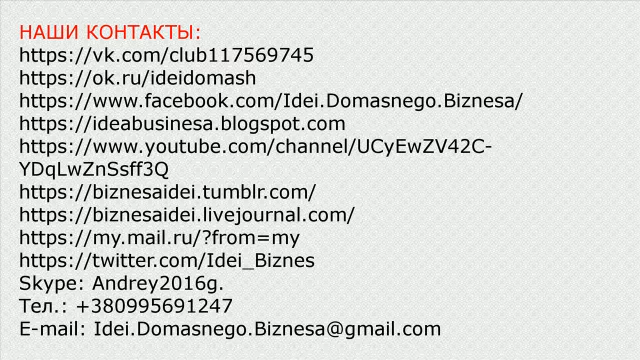 НАШИ КОНТАКТЫ:
https://vk.com/club117569745
https://ok.ru/ideidomash
https://www.facebook.com/Idei.Domasnego.Biznesa/
https://ideabusinesa.blogspot.com
https://www.youtube.com/channel/UCyEwZV42C-
YDqLwZnSsff3Q
https://biznesaidei.tumblr.com/
https://biznesaidei.livejournal.com/
https://my.mail.ru/?from=my
https://twitter.com/Idei_Biznes
Skype: Andrey2016g.
Тел.: +380995691247
E-mail: Idei.Domasnego.Biznesa@gmail.com